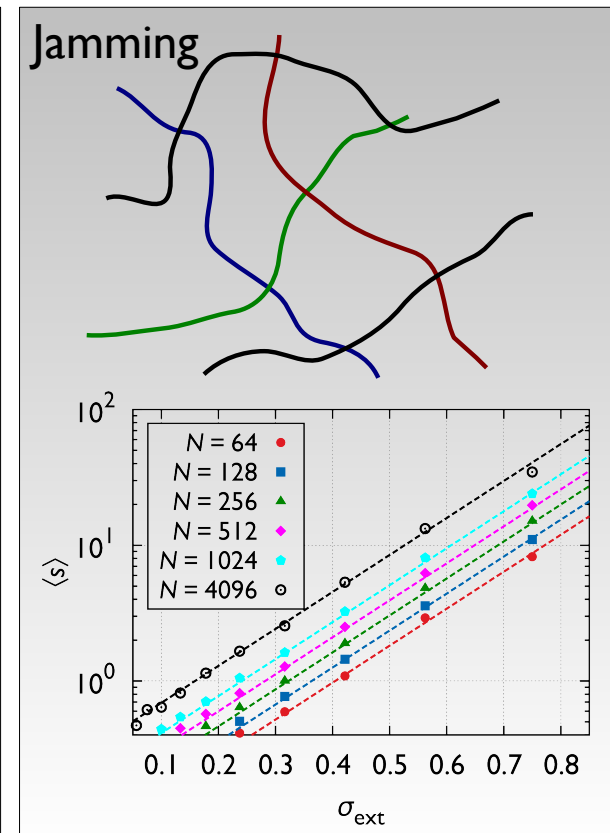 Jamming
10²
10¹
10⁰
⟨s⟩
N = 64
N = 128
N = 256
N = 512
N = 1024
N = 4096
0.1 0.2 0.3 0.4 0.5 0.6 0.7 0.8
σext